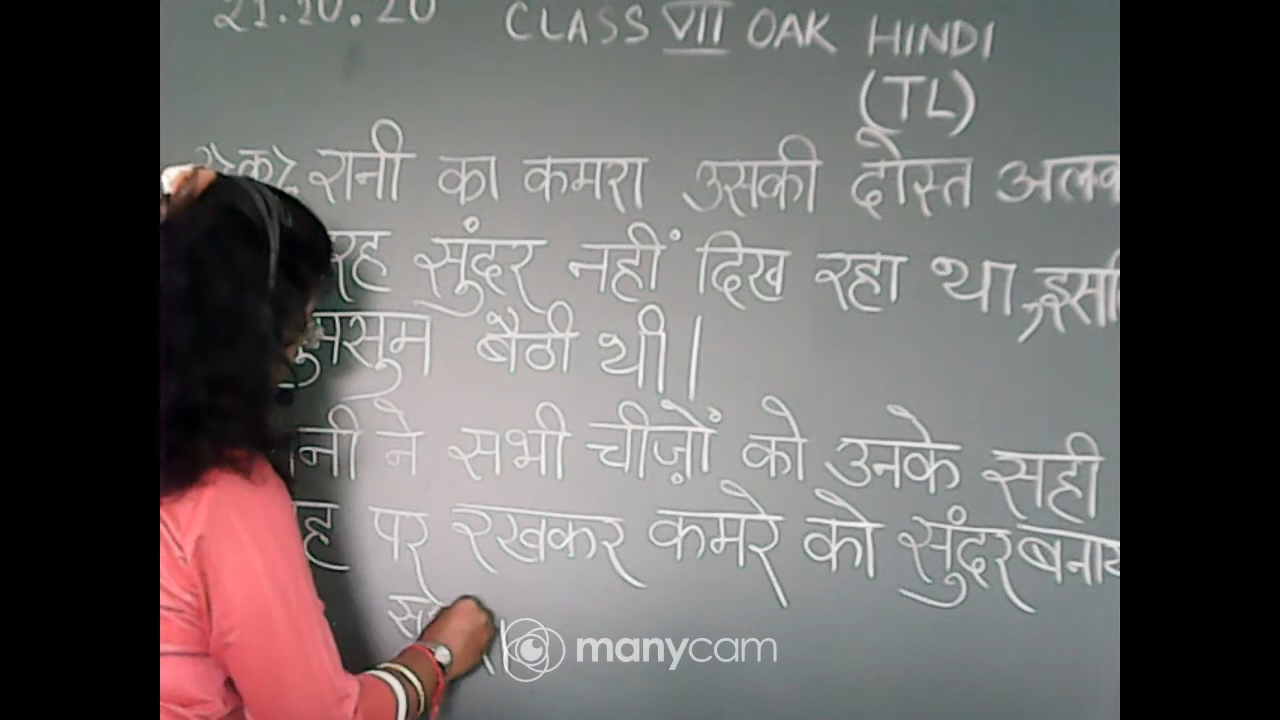 21.10.20 CLASS VII OAK HINDI
(TL)
रानी का कमरा उसकी दोस्त
सुंदर नहीं दिख रहा था,
बैठी थी।
ने सभी चीज़ों को उनके सही
पर रखकर कमरे को सुंदर
manycam